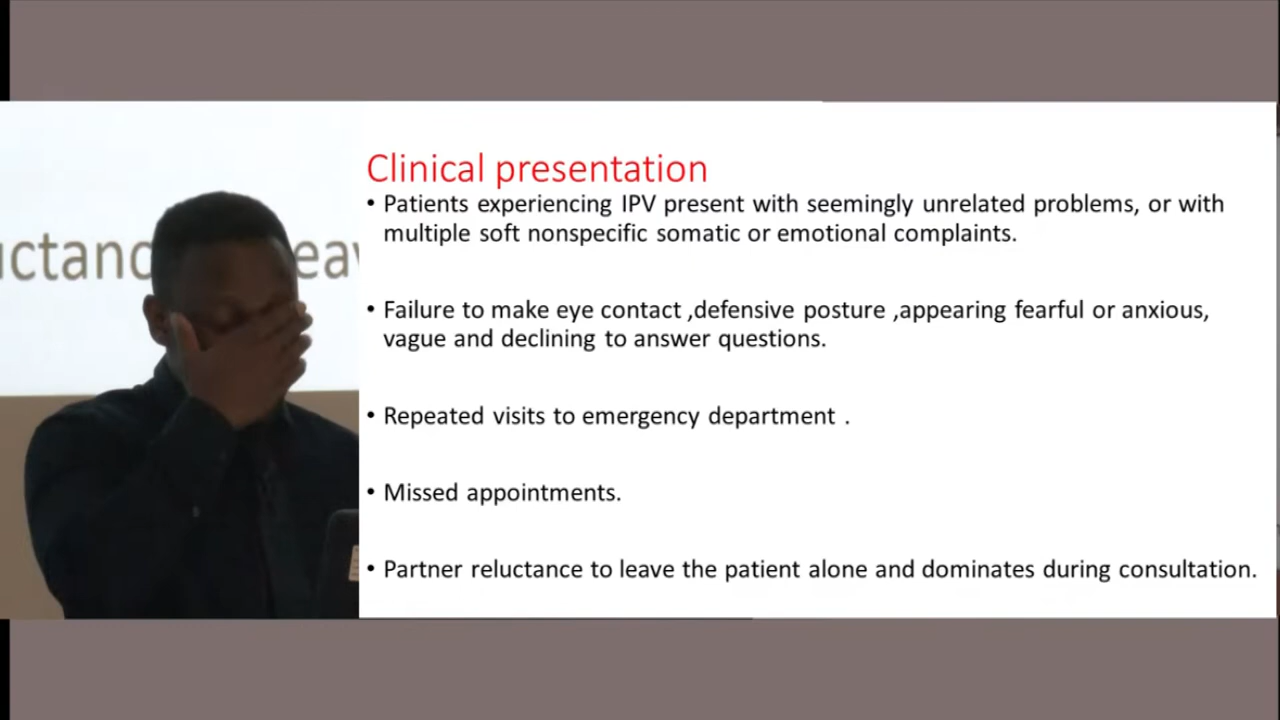 Clinical presentation
• Patients experiencing IPV present with seemingly unrelated problems, or with
multiple soft nonspecific somatic or emotional complaints.
• Failure to make eye contact ,defensive posture ,appearing fearful or anxious,
vague and declining to answer questions.
• Repeated visits to emergency department .
• Missed appointments.
• Partner reluctance to leave the patient alone and dominates during consultation.